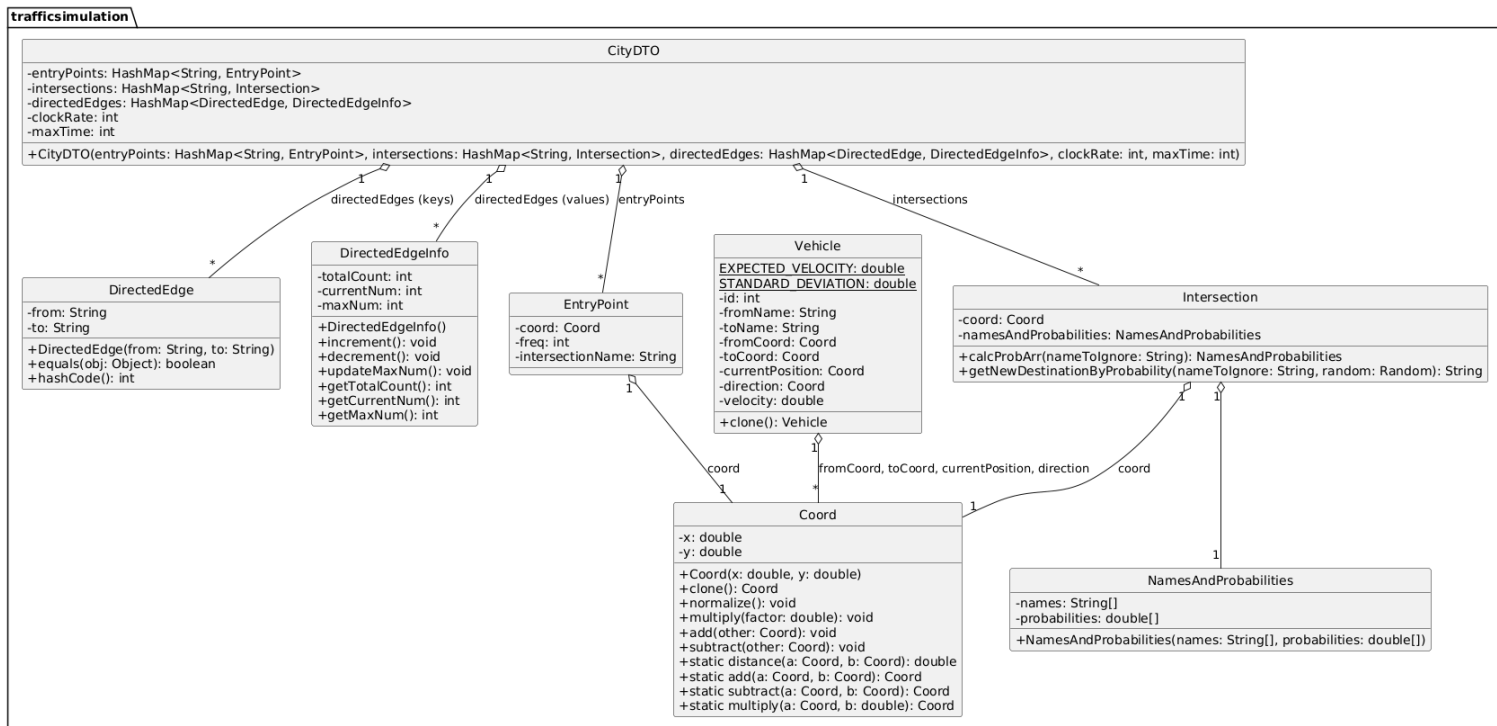 trafficsimulation
CityDTO
-entryPoints: HashMap<String, EntryPoint>
-intersections: HashMap<String, Intersection>
-directedEdges: HashMap<DirectedEdge, DirectedEdgeInfo>
-clockRate: int
-maxTime: int
+CityDTO(entryPoints: HashMap<String, EntryPoint>, intersections: HashMap<String, Intersection>, directedEdges: HashMap<DirectedEdge, DirectedEdgeInfo>, clockRate: int, maxTime: int)
1
1
1
1
directedEdges (keys)
directedEdges (values)
entryPoints
intersections
*
*
*
*
DirectedEdge
-from: String
-to: String
+DirectedEdge(from: String, to: String)
+equals(obj: Object): boolean
+hashCode(): int
DirectedEdgeInfo
-totalCount: int
-currentNum: int
-maxNum: int
+DirectedEdgeInfo()
+increment(): void
+decrement(): void
+updateMaxNum(): void
+getTotalCount(): int
+getCurrentNum(): int
+getMaxNum(): int
EntryPoint
-coord: Coord
-freq: int
-intersectionName: String
Vehicle
EXPECTED_VELOCITY: double
STANDARD_DEVIATION: double
-id: int
-fromName: String
-toName: String
-fromCoord: Coord
-toCoord: Coord
-currentPosition: Coord
-direction: Coord
-velocity: double
+clone(): Vehicle
Intersection
-coord: Coord
-namesAndProbabilities: NamesAndProbabilities
+calcProbArr(nameToIgnore: String): NamesAndProbabilities
+getNewDestinationByProbability(nameToIgnore: String, random: Random): String
1
1
1
1
coord
fromCoord, toCoord, currentPosition, direction
coord
1
*
1
1
Coord
-x: double
-y: double
+Coord(x: double, y: double)
+clone(): Coord
+normalize(): void
+multiply(factor: double): void
+add(other: Coord): void
+subtract(other: Coord): void
+static distance(a: Coord, b: Coord): double
+static add(a: Coord, b: Coord): Coord
+static subtract(a: Coord, b: Coord): Coord
+static multiply(a: Coord, b: double): Coord
NamesAndProbabilities
-names: String[]
-probabilities: double[]
+NamesAndProbabilities(names: String[], probabilities: double[])